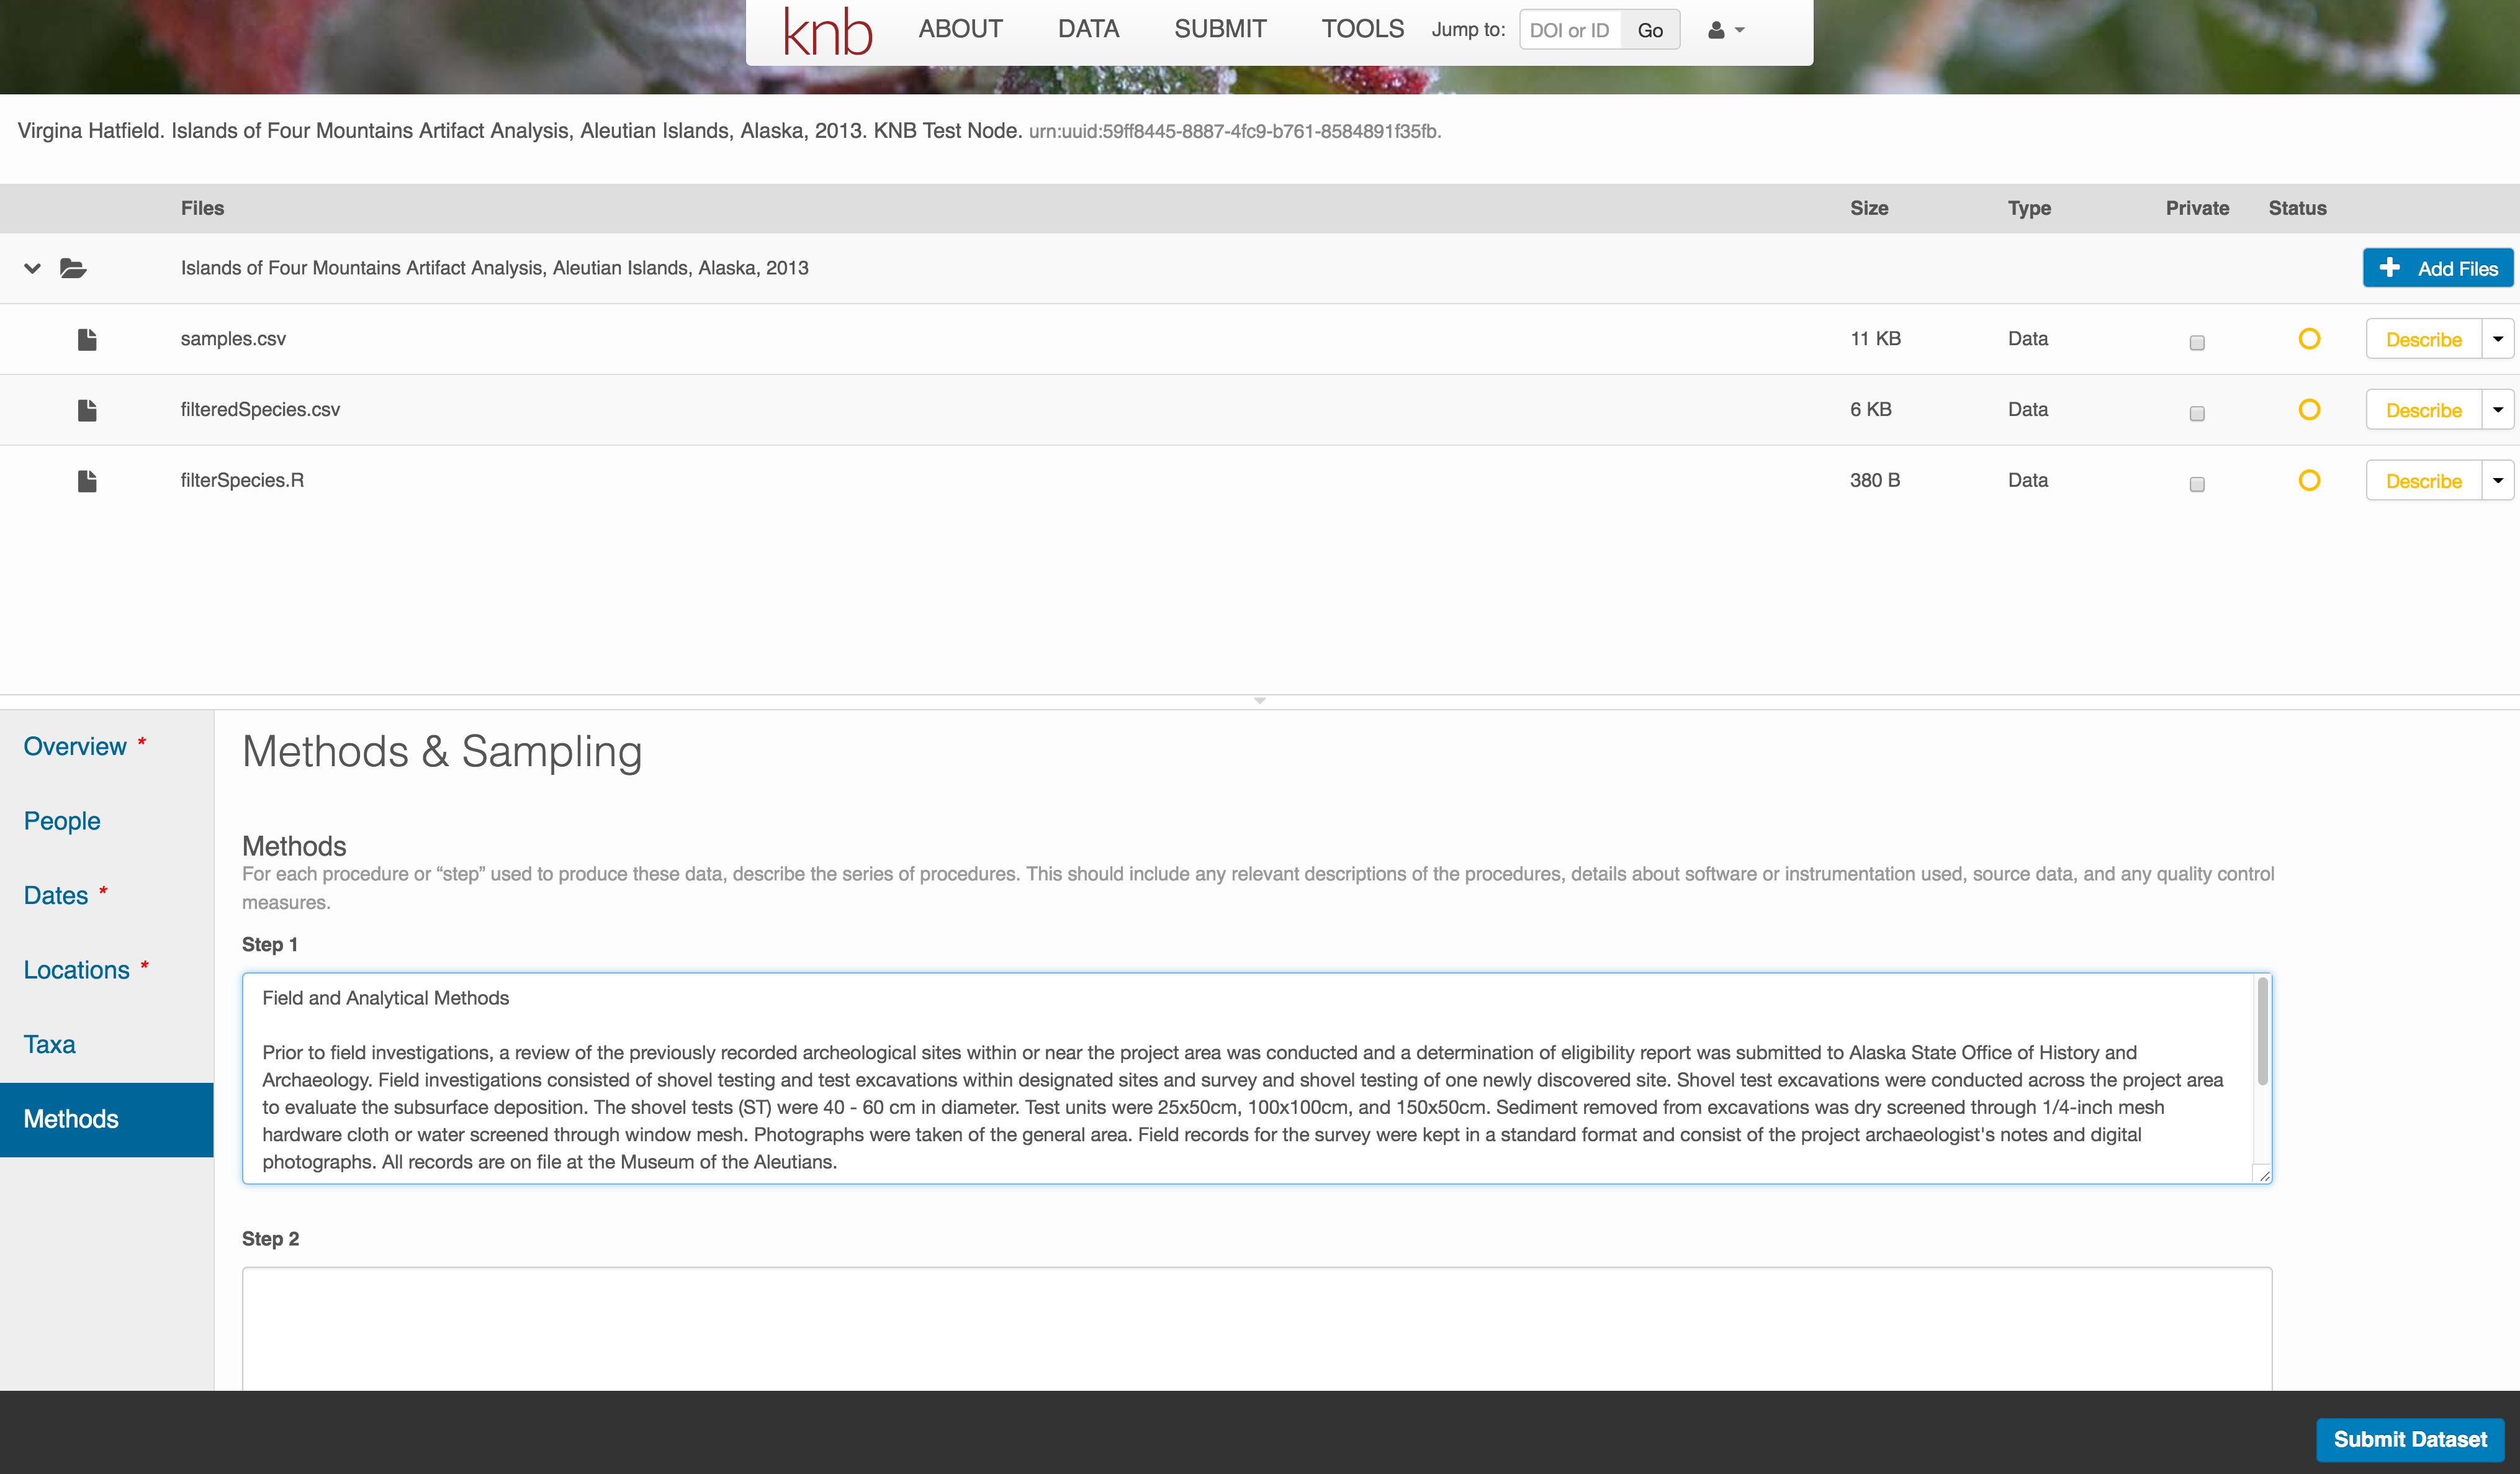 knb ABOUT DATA SUBMIT TOOLS Jump to: DOI or ID Go
Virgina Hatfield. Islands of Four Mountains Artifact Analysis, Aleutian Islands, Alaska, 2013. KNB Test Node. urn:uuid:59ff8445-8887-4fc9-b761-8584891f35fb.
Files Size Type Private Status
Islands of Four Mountains Artifact Analysis, Aleutian Islands, Alaska, 2013 Add Files
samples.csv 11 KB Data Describe
filteredSpecies.csv 6 KB Data Describe
filterSpecies.R 380 B Data Describe
Overview *
People
Dates *
Locations *
Taxa
Methods
Methods & Sampling
Methods
For each procedure or “step” used to produce these data, describe the series of procedures. This should include any relevant descriptions of the procedures, details about software or instrumentation used, source data, and any quality control
measures.
Step 1
Field and Analytical Methods
Prior to field investigations, a review of the previously recorded archeological sites within or near the project area was conducted and a determination of eligibility report was submitted to Alaska State Office of History and
Archaeology. Field investigations consisted of shovel testing and test excavations within designated sites and survey and shovel testing of one newly discovered site. Shovel test excavations were conducted across the project area
to evaluate the subsurface deposition. The shovel tests (ST) were 40 - 60 cm in diameter. Test units were 25x50cm, 100x100cm, and 150x50cm. Sediment removed from excavations was dry screened through 1/4-inch mesh
hardware cloth or water screened through window mesh. Photographs were taken of the general area. Field records for the survey were kept in a standard format and consist of the project archaeologist's notes and digital
photographs. All records are on file at the Museum of the Aleutians.
Step 2
Submit Dataset